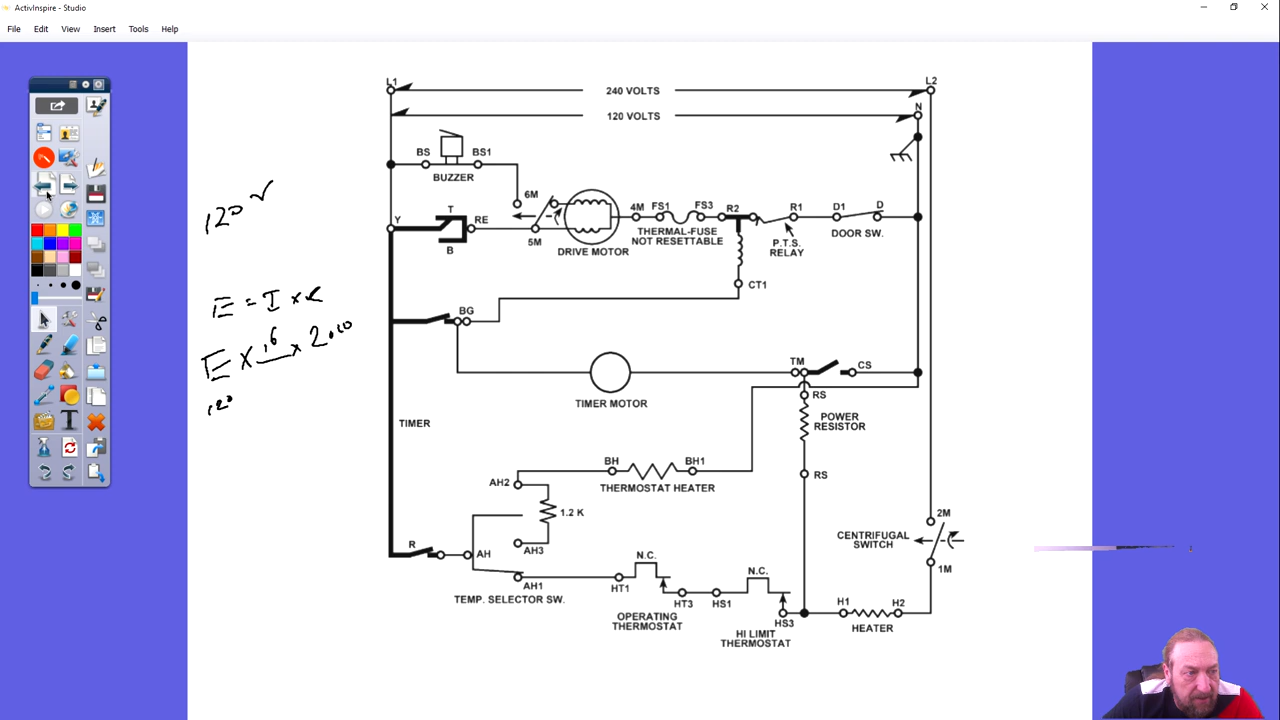 ActivInspire - Studio
File Edit View Insert Tools Help
L1
L2
240 VOLTS
N
120 VOLTS
BS BS1
BUZZER
6M
120 V
T
Y
RE
B
5M
DRIVE MOTOR
4M FS1 FS3 R2 R1 D1 D
THERMAL-FUSE
NOT RESETTABLE
P.T.S.
RELAY
DOOR SW.
E = I x R
CT1
BG
TM CS
TIMER MOTOR
RS
POWER
RESISTOR
120
TIMER
BH BH1
THERMOSTAT HEATER
RS
AH2
1.2 K
2M
CENTRIFUGAL
SWITCH
1M
R
AH
AH3
AH1
TEMP. SELECTOR SW.
N.C.
HT1
HT3
OPERATING
THERMOSTAT
N.C.
HS1
HS3
HI LIMIT
THERMOSTAT
H1 H2
HEATER